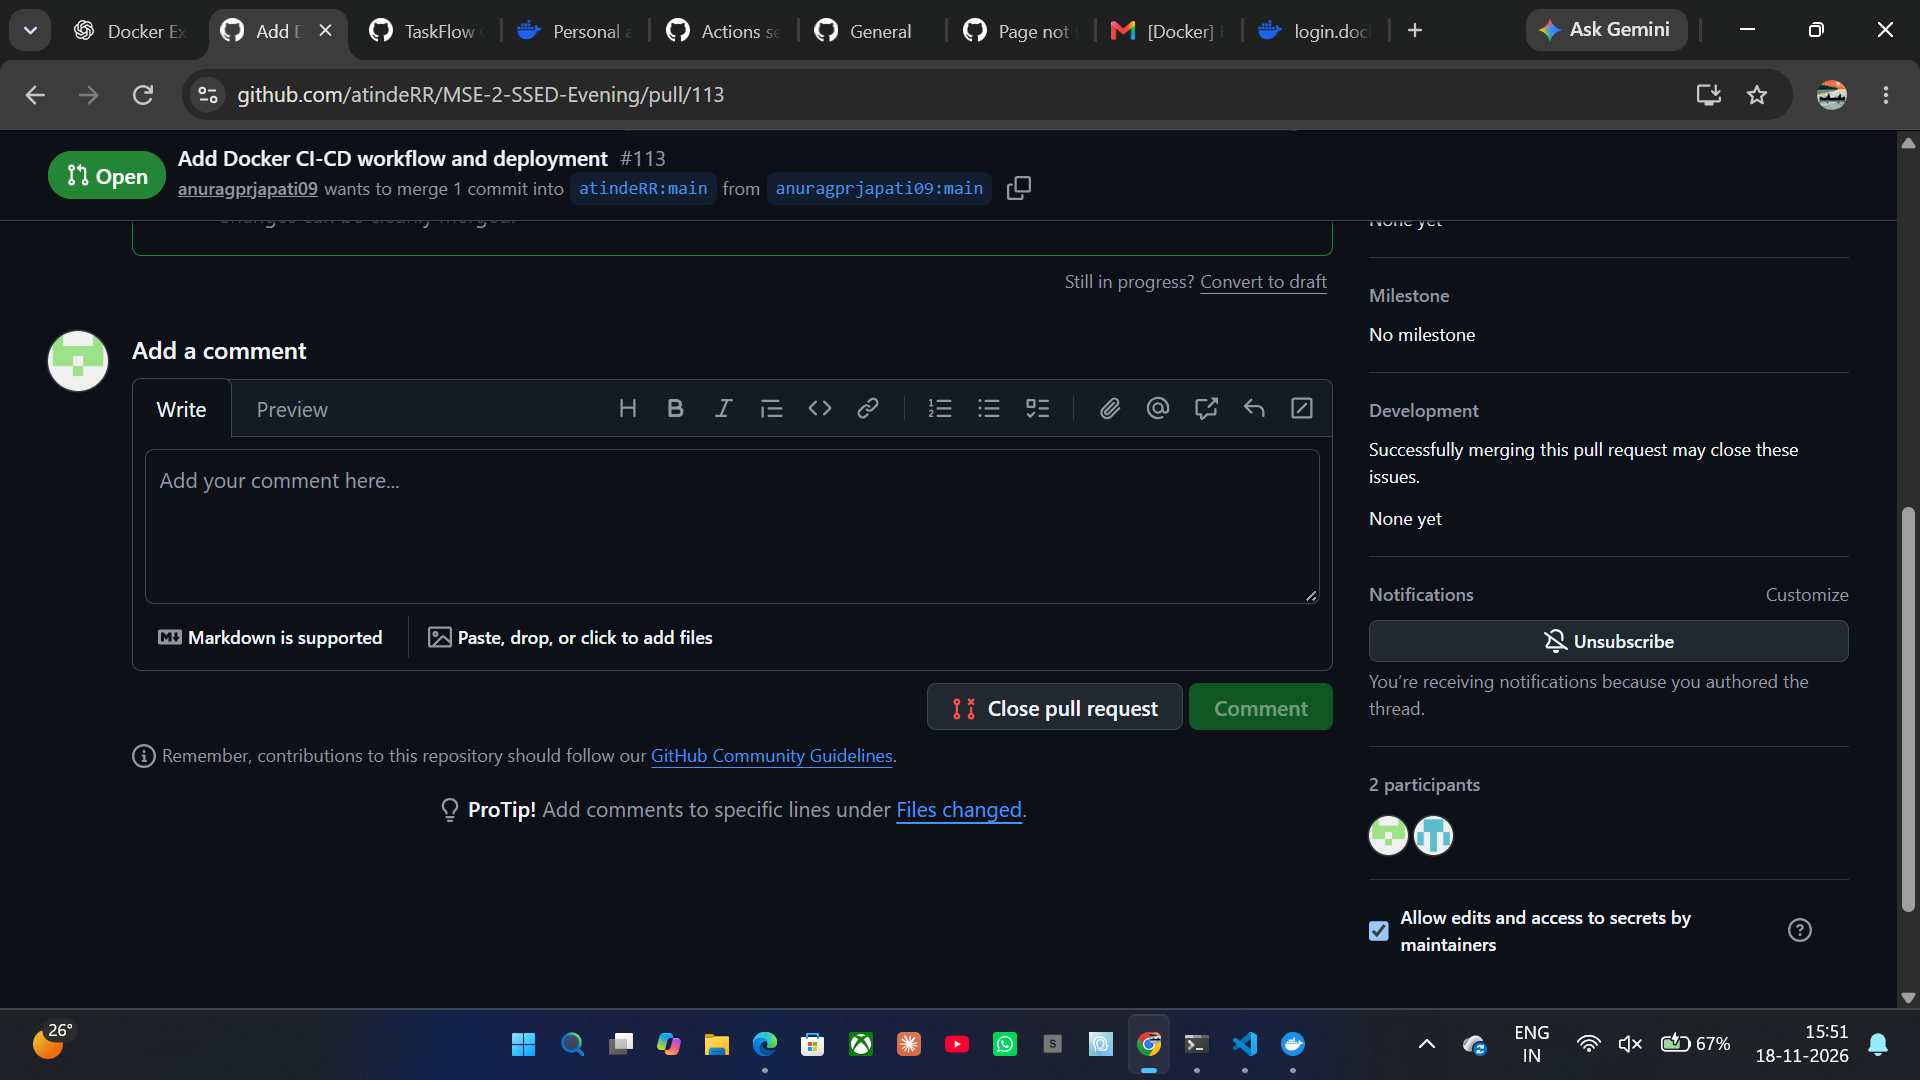 Docker Ex
Add D
TaskFlow
Personal a
Actions se
General
Page not f
[Docker] F
login.doc
Ask Gemini
github.com/atindeRR/MSE-2-SSED-Evening/pull/113
Open
Add Docker CI-CD workflow and deployment #113
anuragprjapati09 wants to merge 1 commit into atindeRR:main from anuragprjapati09:main
Changes can be cleanly merged.
None yet
Still in progress? Convert to draft
Add a comment
Write
Preview
Add your comment here...
Markdown is supported
Paste, drop, or click to add files
Close pull request
Comment
Remember, contributions to this repository should follow our GitHub Community Guidelines.
ProTip! Add comments to specific lines under Files changed.
Milestone
No milestone
Development
Successfully merging this pull request may close these
issues.
None yet
Notifications
Customize
Unsubscribe
You're receiving notifications because you authored the
thread.
2 participants
Allow edits and access to secrets by
maintainers
26°
ENG
IN
67%
15:51
18-11-2026